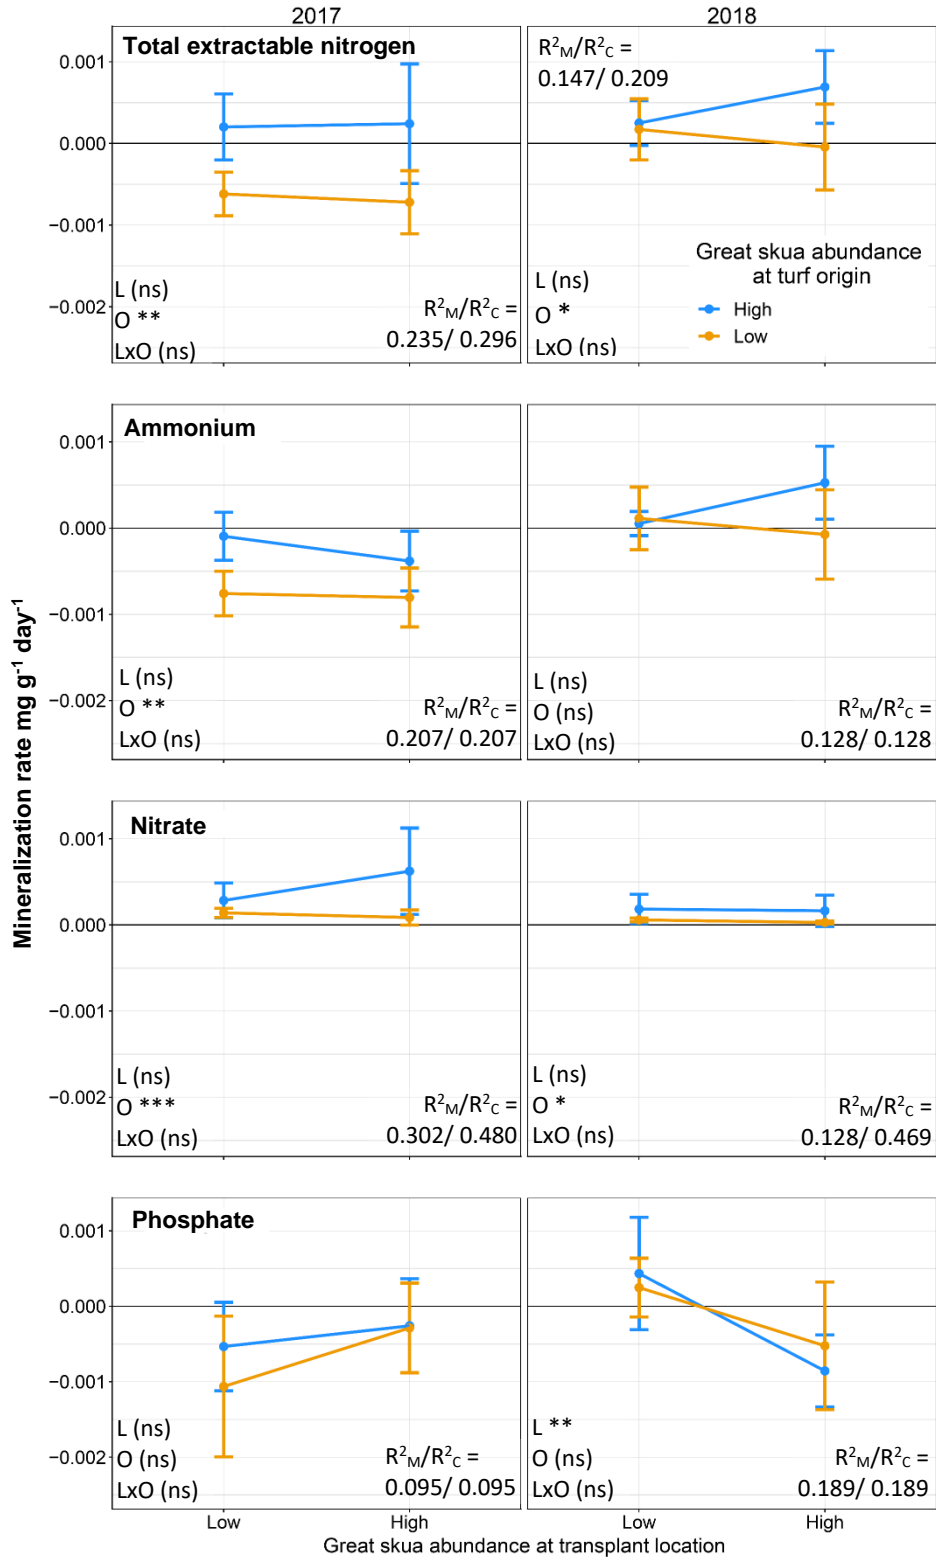 2017
2018
Total extractable nitrogen
R²M/R²C =
0.147/ 0.209
0.001
0.000
−0.001
−0.002
L (ns)
O **
LxO (ns)
R²M/R²C =
0.235/ 0.296
Great skua abundance
at turf origin
High
Low
L (ns)
O *
LxO (ns)
Ammonium
0.001
0.000
−0.001
−0.002
L (ns)
O **
LxO (ns)
R²M/R²C =
0.207/ 0.207
L (ns)
O (ns)
LxO (ns)
R²M/R²C =
0.128/ 0.128
Mineralization rate mg g⁻¹ day⁻¹
Nitrate
0.001
0.000
−0.001
−0.002
L (ns)
O ***
LxO (ns)
R²M/R²C =
0.302/ 0.480
L (ns)
O *
LxO (ns)
R²M/R²C =
0.128/ 0.469
Phosphate
0.001
0.000
−0.001
−0.002
L (ns)
O (ns)
LxO (ns)
R²M/R²C =
0.095/ 0.095
L **
O (ns)
LxO (ns)
R²M/R²C =
0.189/ 0.189
Low
High
Low
High
Great skua abundance at transplant location